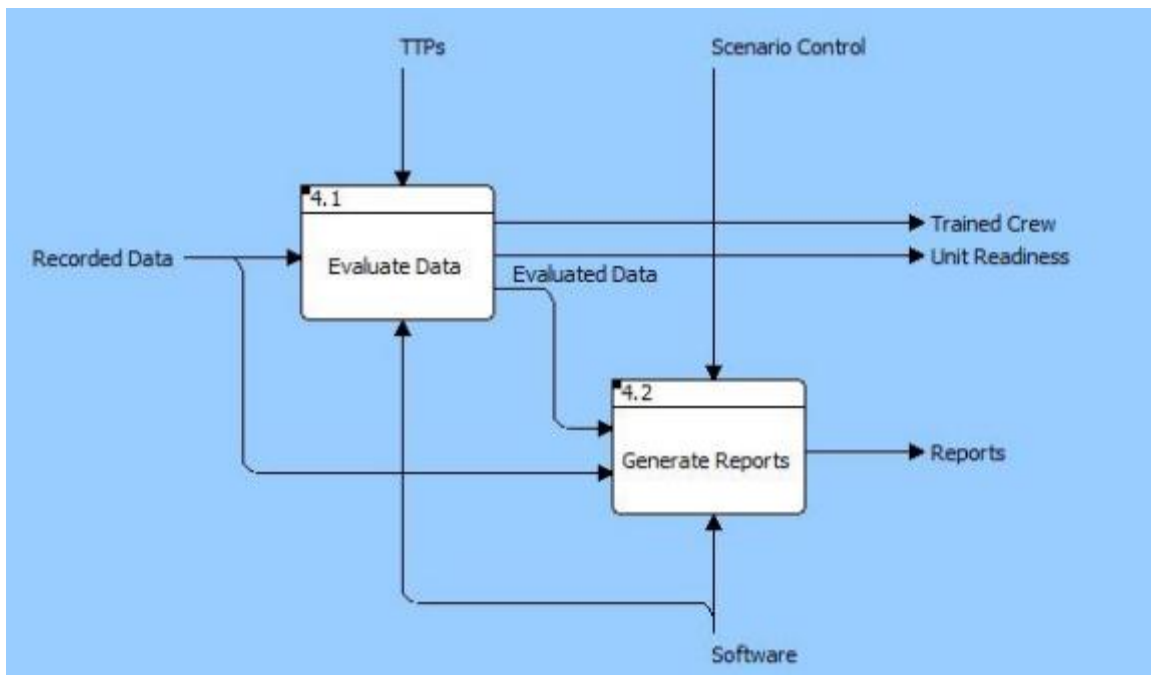 TTPs
Scenario Control
4.1
Evaluate Data
Recorded Data
Trained Crew
Unit Readiness
Evaluated Data
4.2
Generate Reports
Reports
Software